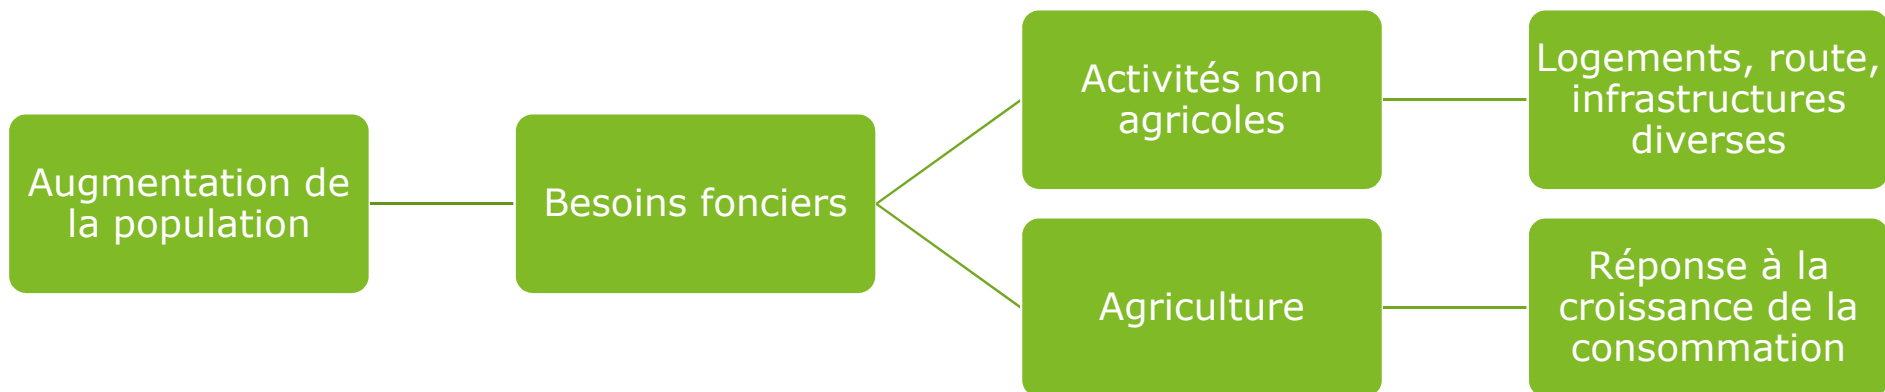 Augmentation de
la population
Besoins fonciers
Activités non
agricoles
Logements, route,
infrastructures
diverses
Agriculture
Réponse à la
croissance de la
consommation